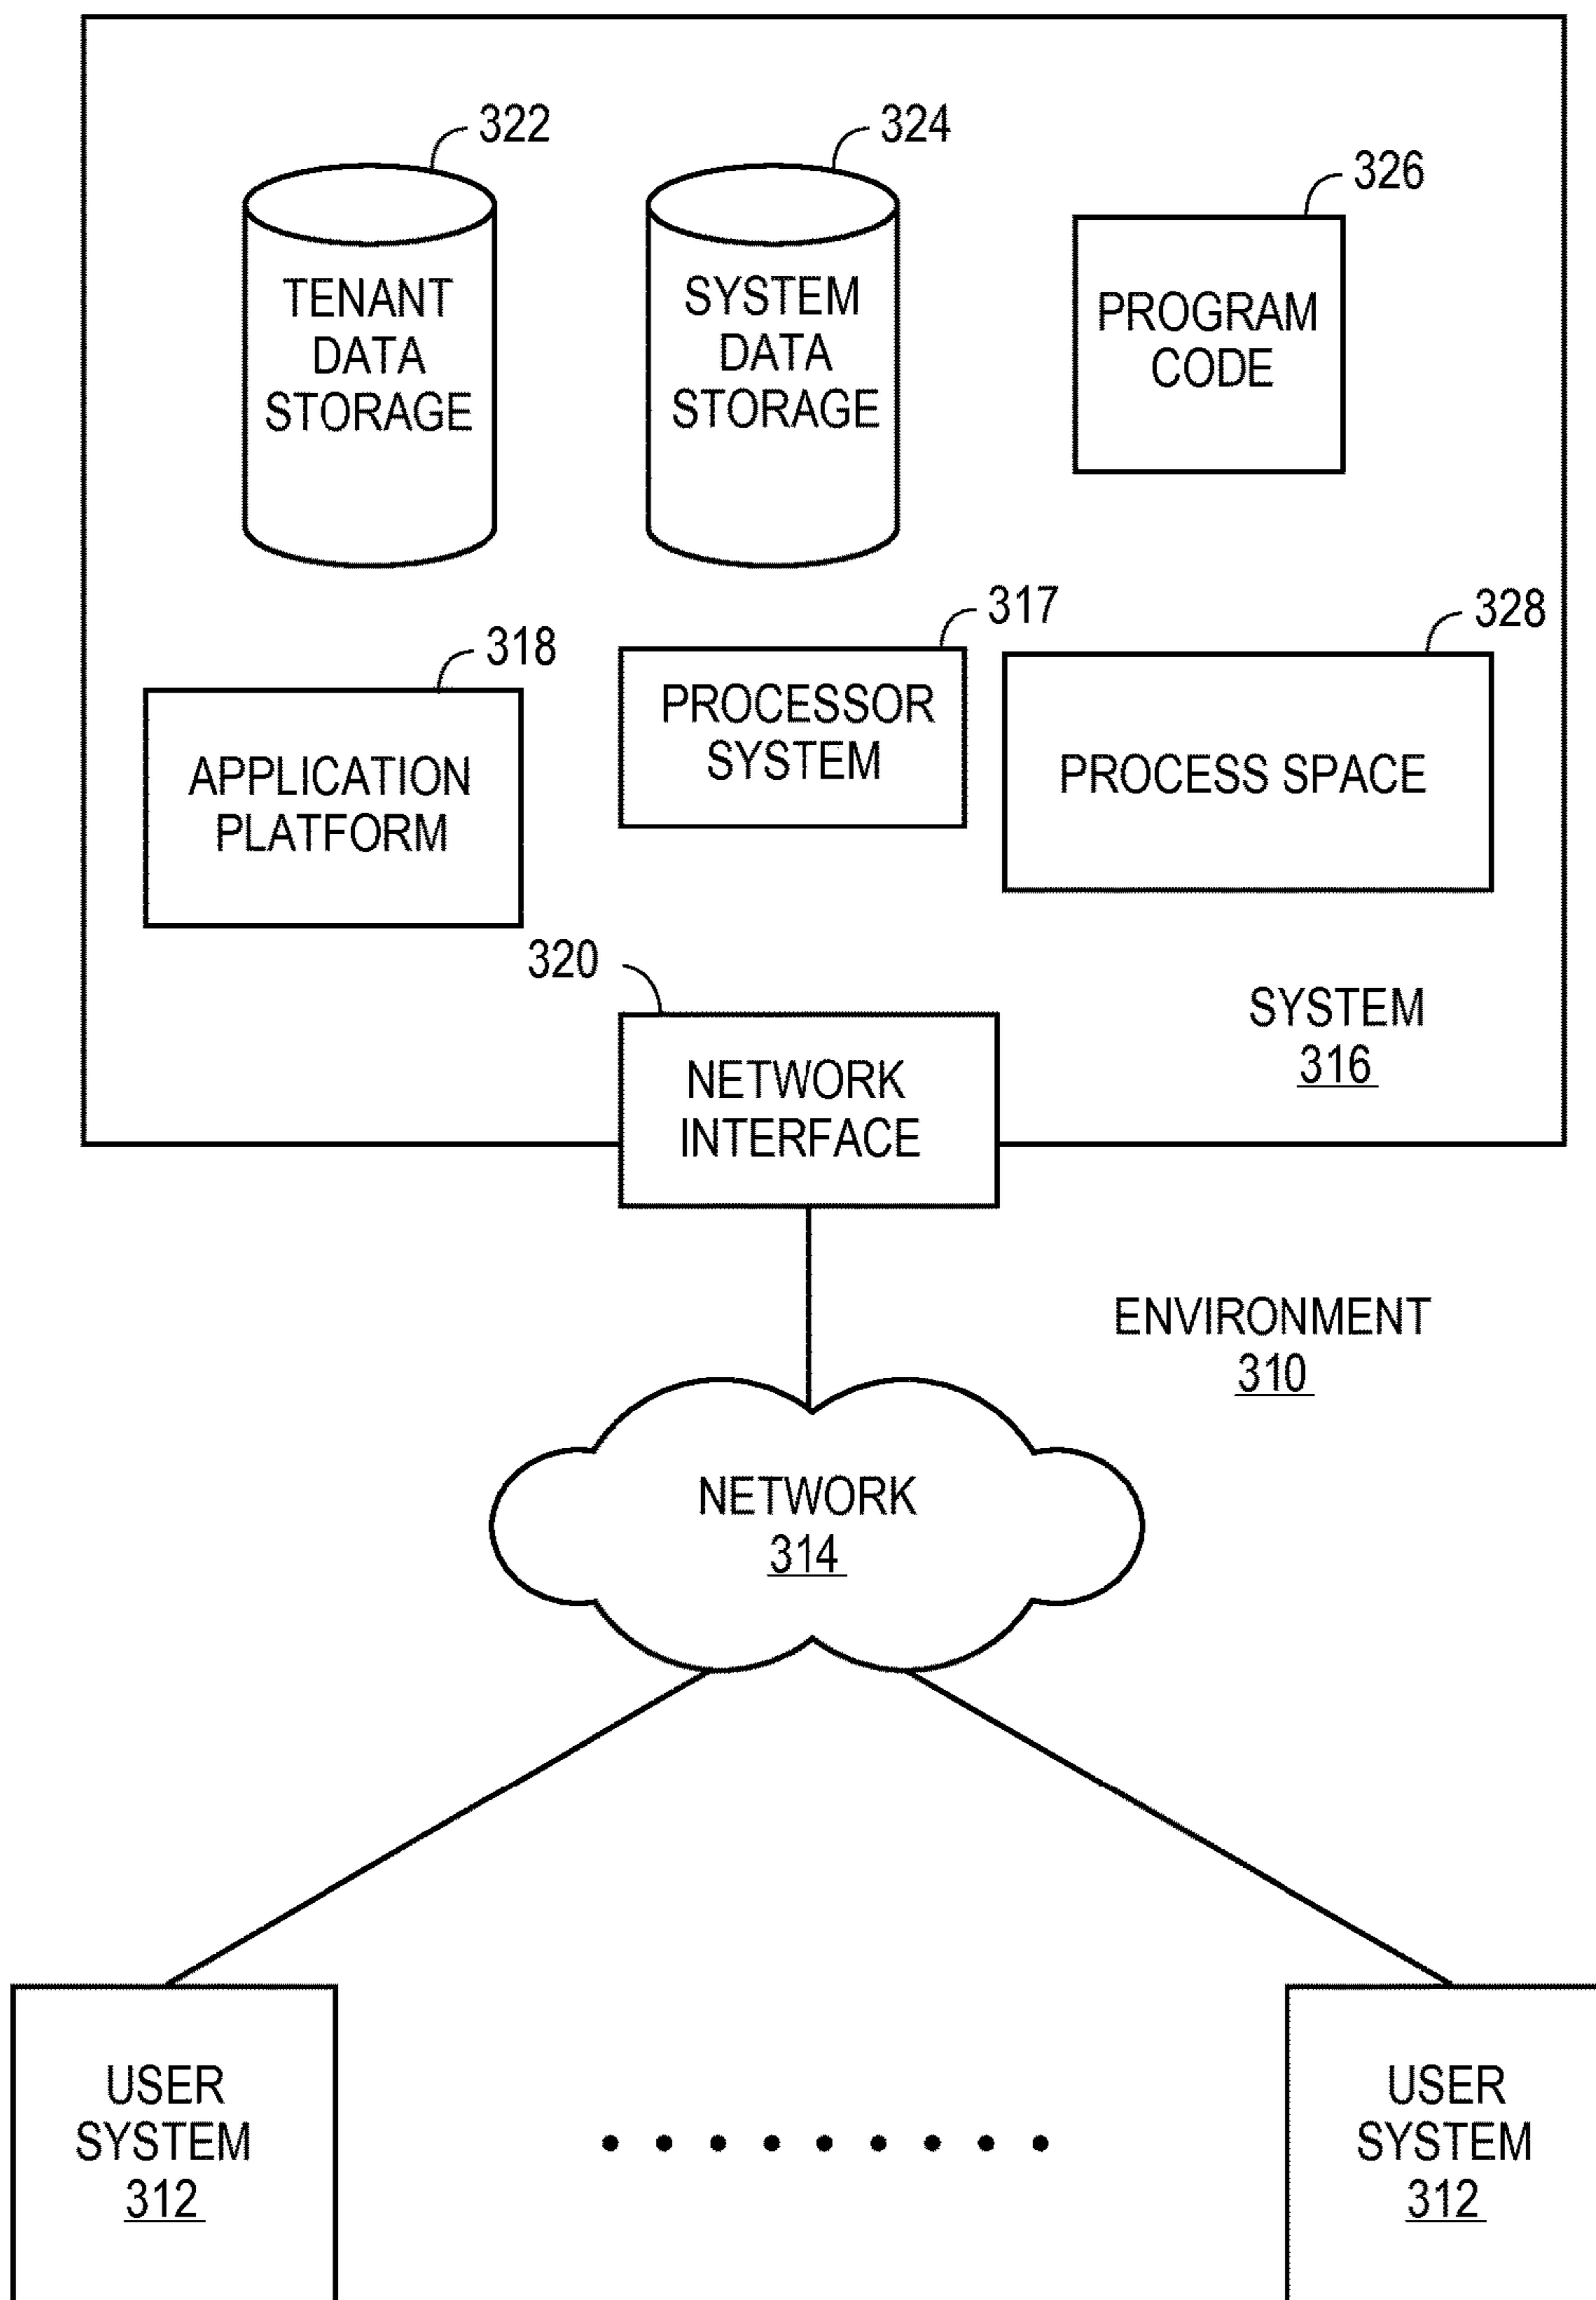 322
324
326
TENANT
DATA
STORAGE
SYSTEM
DATA
STORAGE
PROGRAM
CODE
318
317
328
APPLICATION
PLATFORM
PROCESSOR
SYSTEM
PROCESS SPACE
320
NETWORK
INTERFACE
SYSTEM
316
ENVIRONMENT
310
NETWORK
314
USER
SYSTEM
312
USER
SYSTEM
312